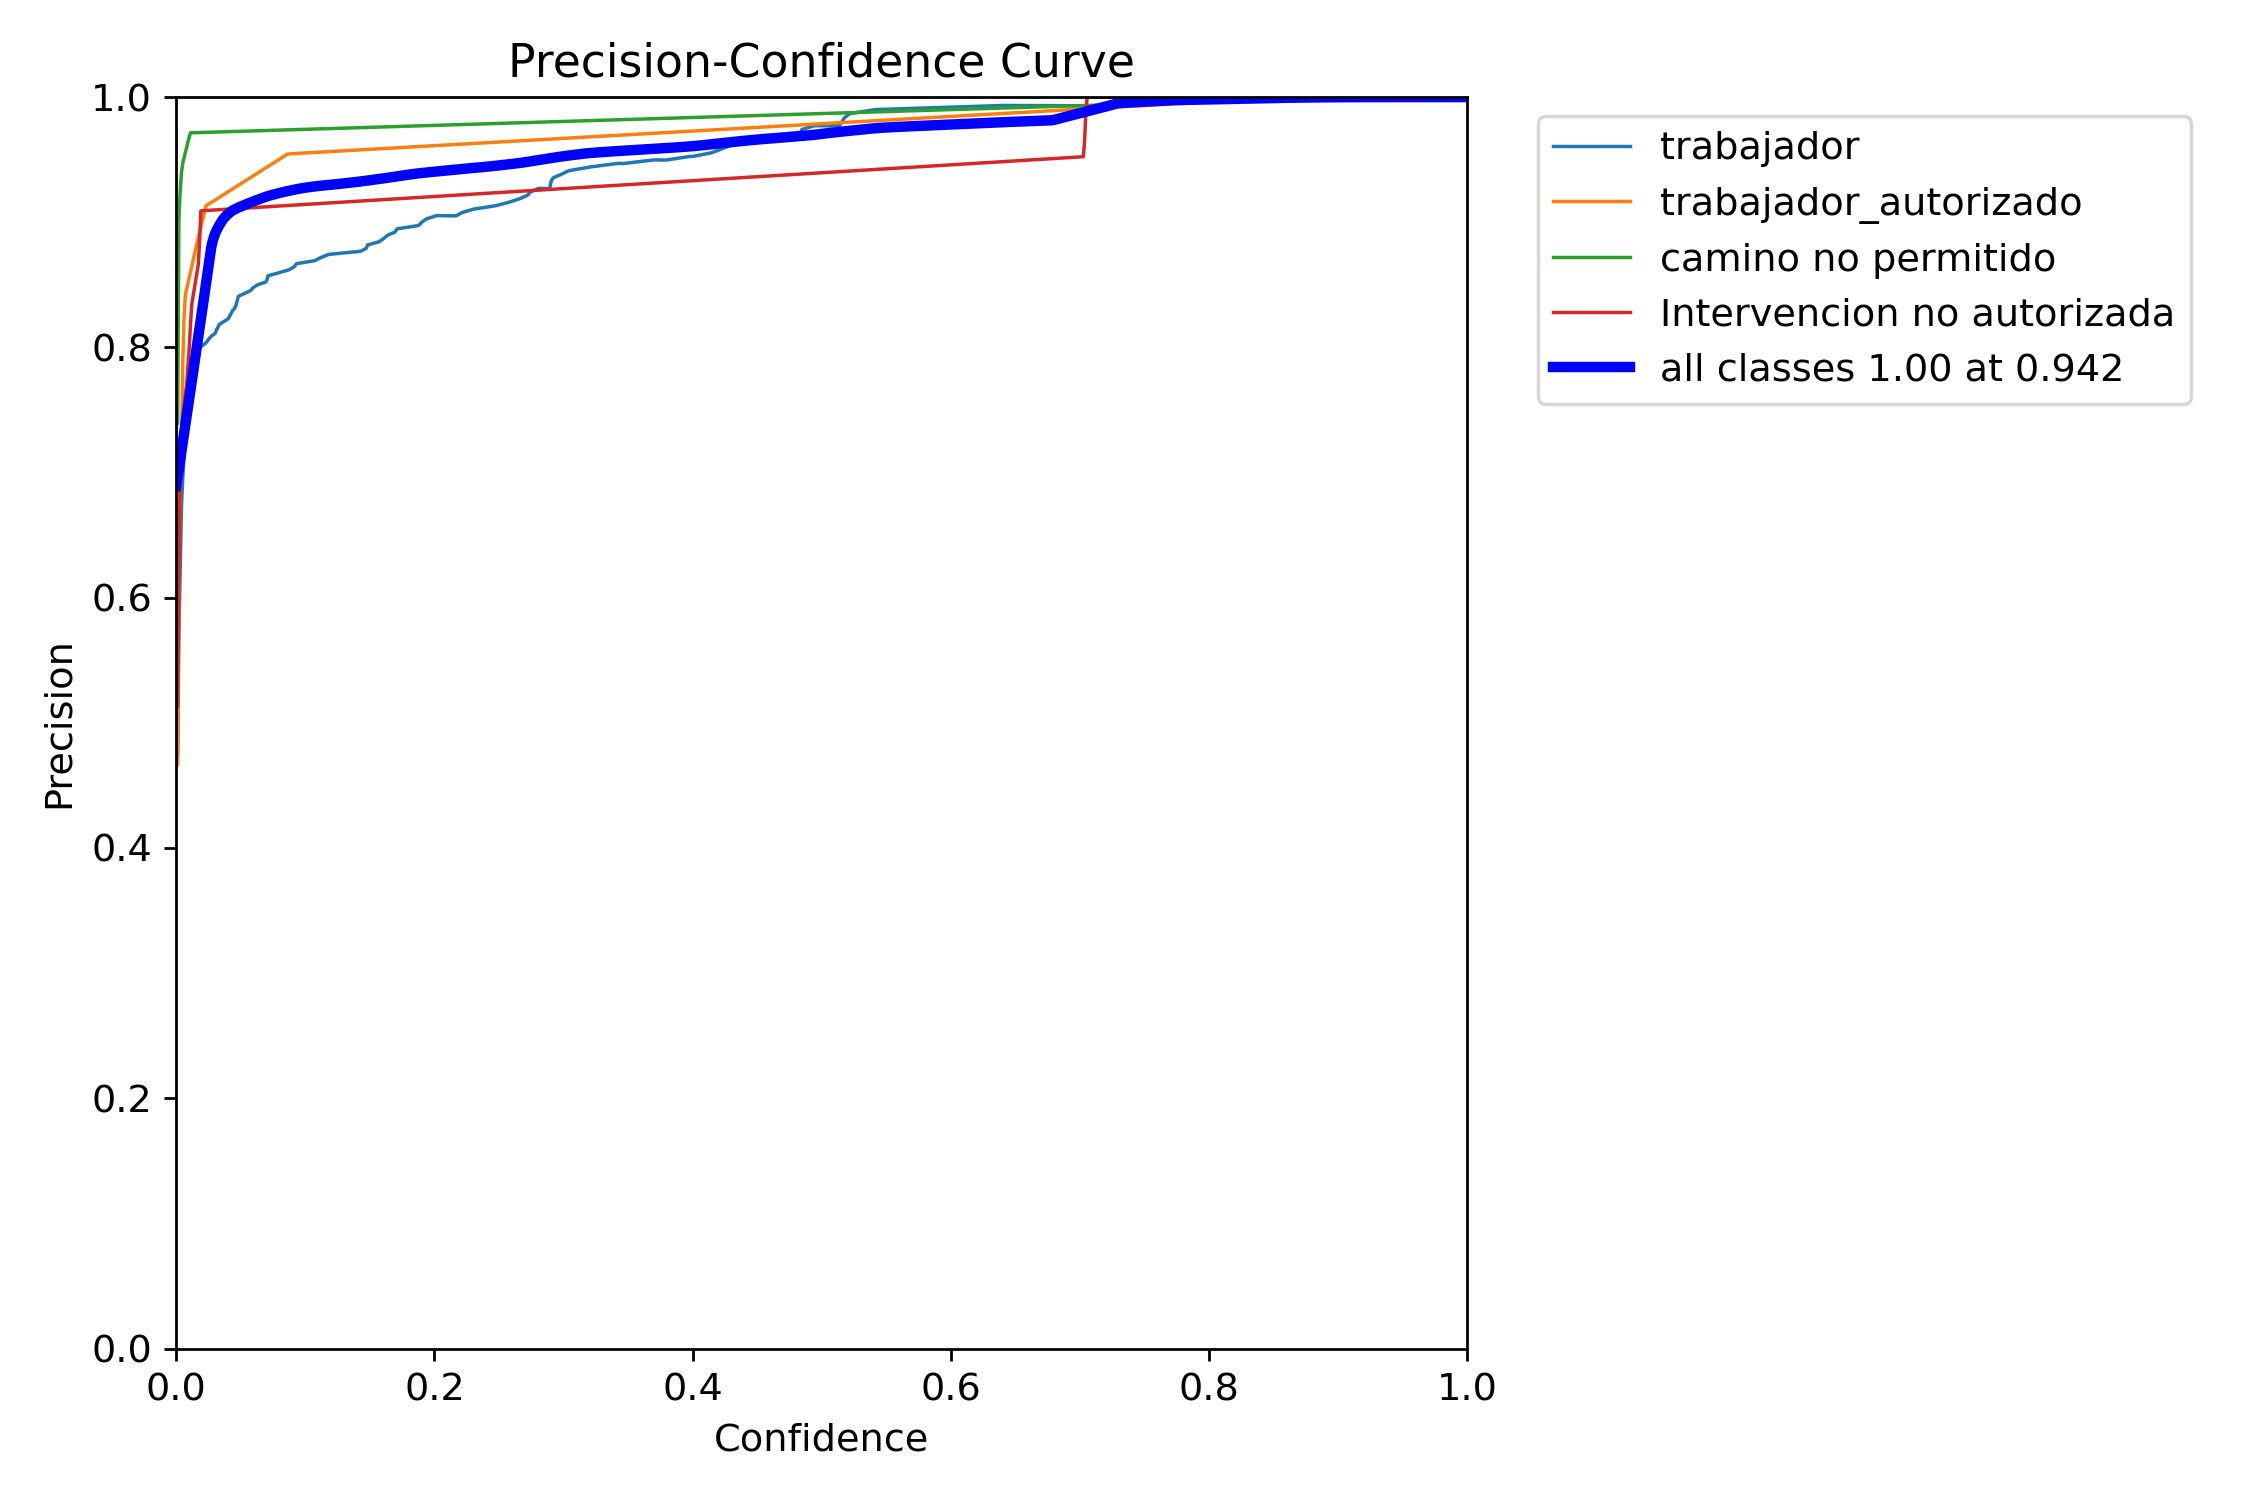 Precision-Confidence Curve
1.0
0.8
0.6
0.4
0.2
0.0
Precision
0.0 0.2 0.4 0.6 0.8 1.0
Confidence
trabajador
trabajador_autorizado
camino no permitido
Intervencion no autorizada
all classes 1.00 at 0.942